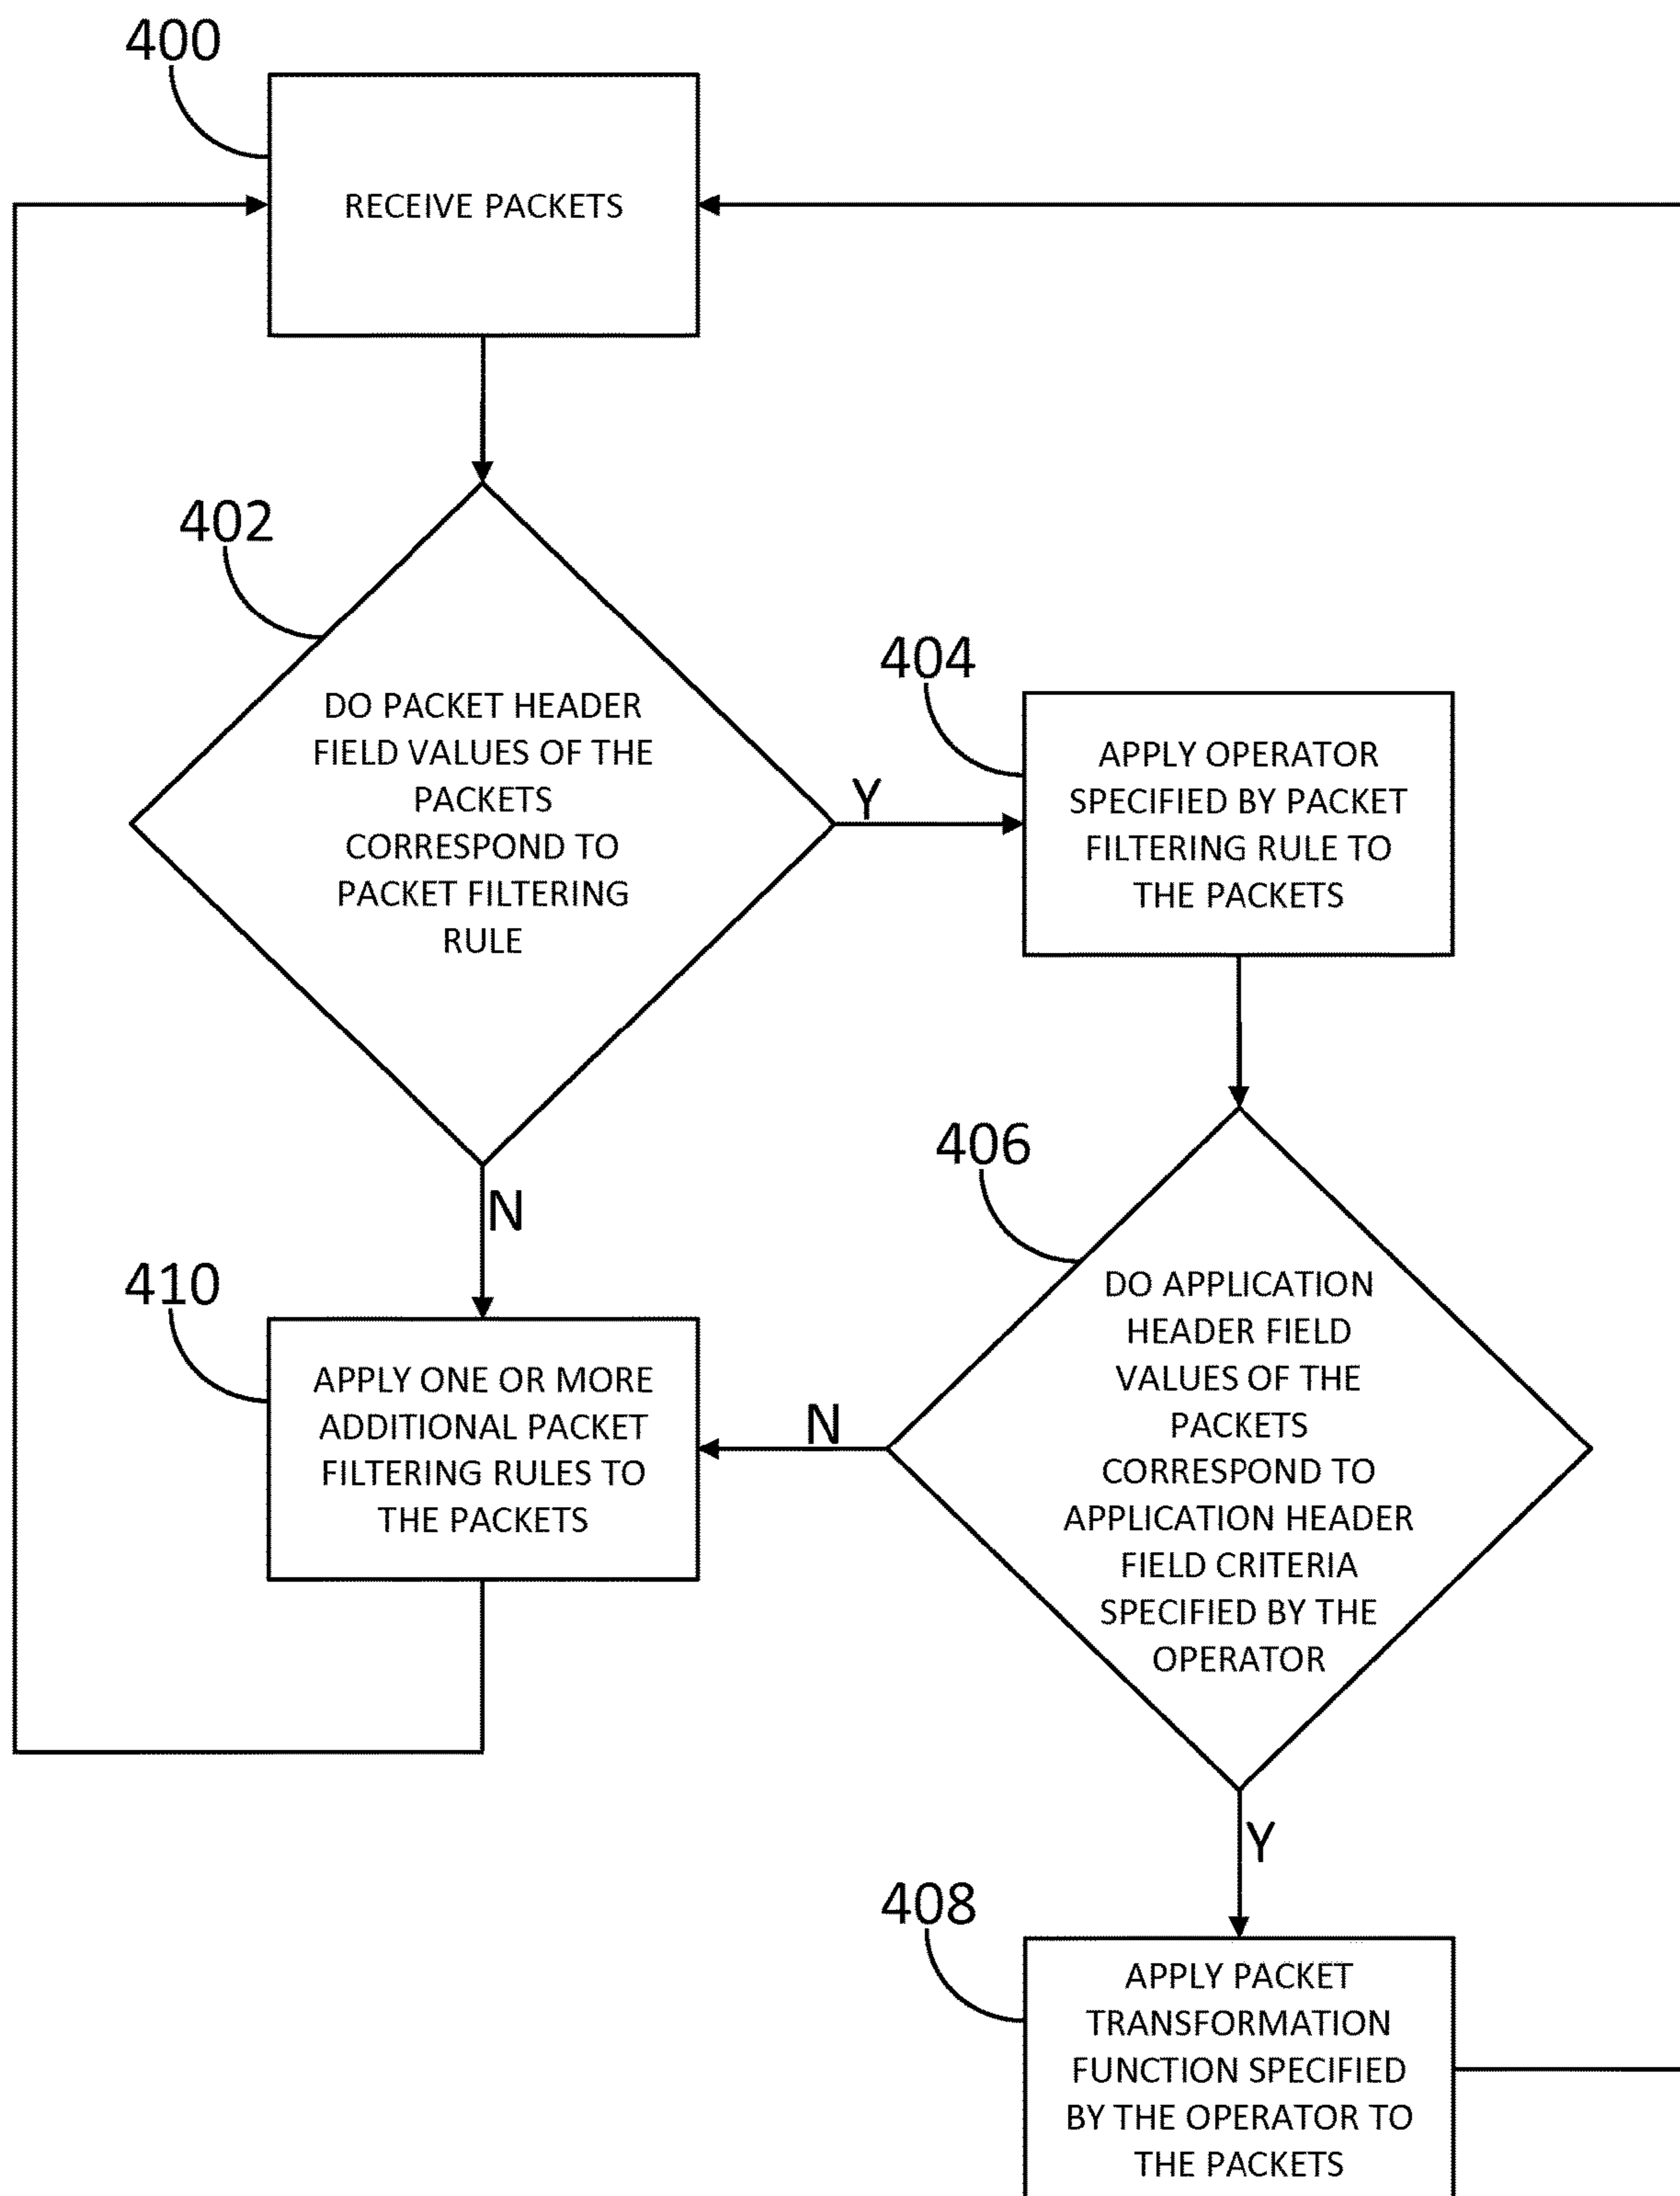 400
RECEIVE PACKETS
402
DO PACKET HEADER
FIELD VALUES OF THE
PACKETS
CORRESPOND TO
PACKET FILTERING
RULE
Y
404
APPLY OPERATOR
SPECIFIED BY PACKET
FILTERING RULE TO
THE PACKETS
N
406
DO APPLICATION
HEADER FIELD
VALUES OF THE
PACKETS
CORRESPOND TO
APPLICATION HEADER
FIELD CRITERIA
SPECIFIED BY THE
OPERATOR
N
410
APPLY ONE OR MORE
ADDITIONAL PACKET
FILTERING RULES TO
THE PACKETS
Y
408
APPLY PACKET
TRANSFORMATION
FUNCTION SPECIFIED
BY THE OPERATOR TO
THE PACKETS